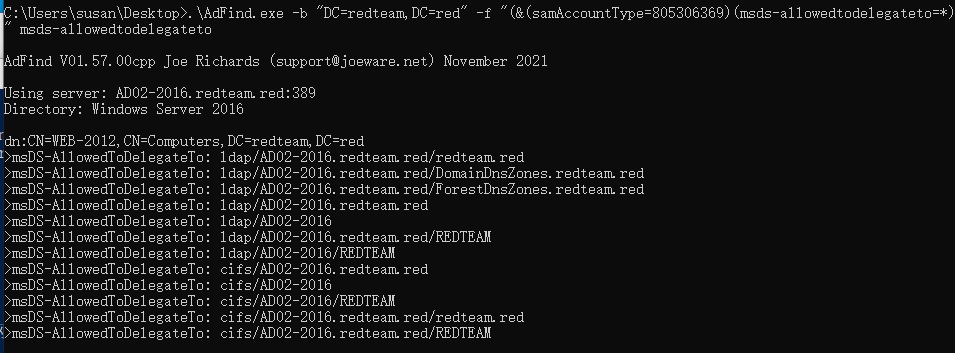 C:\Users\susan\Desktop>.\AdFind.exe -b "DC=redteam,DC=red" -f "(&(samAccountType=805306369)(msds-allowedtodelegateto=*)
" msds-allowedtodelegateto
AdFind V01.57.00cpp Joe Richards (support@joeware.net) November 2021
Using server: AD02-2016.redteam.red:389
Directory: Windows Server 2016
dn:CN=WEB-2012,CN=Computers,DC=redteam,DC=red
>msDS-AllowedToDelegateTo: ldap/AD02-2016.redteam.red/redteam.red
>msDS-AllowedToDelegateTo: ldap/AD02-2016.redteam.red/DomainDnsZones.redteam.red
>msDS-AllowedToDelegateTo: ldap/AD02-2016.redteam.red/ForestDnsZones.redteam.red
>msDS-AllowedToDelegateTo: ldap/AD02-2016.redteam.red
>msDS-AllowedToDelegateTo: ldap/AD02-2016
>msDS-AllowedToDelegateTo: ldap/AD02-2016.redteam.red/REDTEAM
>msDS-AllowedToDelegateTo: ldap/AD02-2016/REDTEAM
>msDS-AllowedToDelegateTo: cifs/AD02-2016.redteam.red
>msDS-AllowedToDelegateTo: cifs/AD02-2016
>msDS-AllowedToDelegateTo: cifs/AD02-2016/REDTEAM
>msDS-AllowedToDelegateTo: cifs/AD02-2016.redteam.red/redteam.red
>msDS-AllowedToDelegateTo: cifs/AD02-2016.redteam.red/REDTEAM